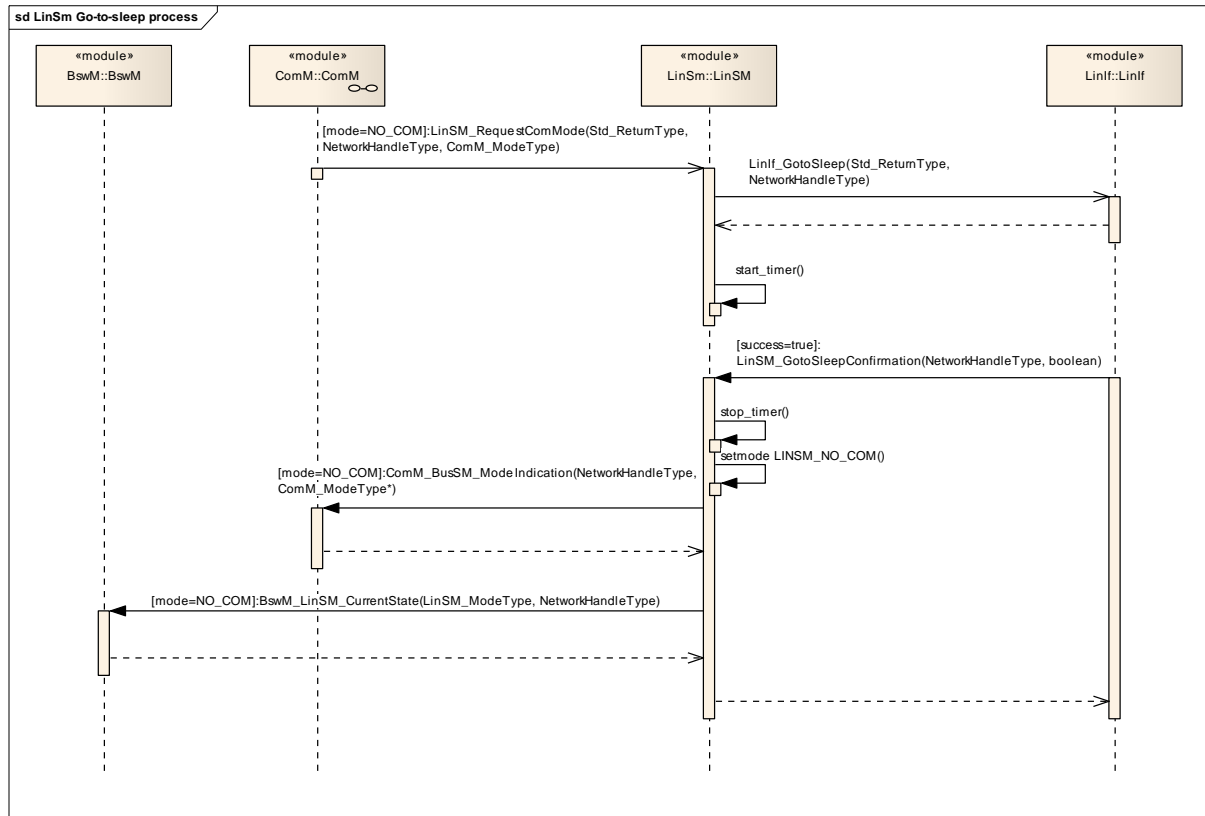 sd LinSm Go-to-sleep process
«module»
BswM::BswM
«module»
ComM::ComM
«module»
LinSm::LinSM
«module»
LinIf::LinIf
[mode=NO_COM]:LinSM_RequestComMode(Std_ReturnType,
NetworkHandleType, ComM_ModeType)
LinIf_GotoSleep(Std_ReturnType,
NetworkHandleType)
start_timer()
[success=true]:
LinSM_GotoSleepConfirmation(NetworkHandleType, boolean)
stop_timer()
setmode LINSM_NO_COM()
[mode=NO_COM]:ComM_BusSM_ModeIndication(NetworkHandleType,
ComM_ModeType*)
[mode=NO_COM]:BswM_LinSM_CurrentState(LinSM_ModeType, NetworkHandleType)